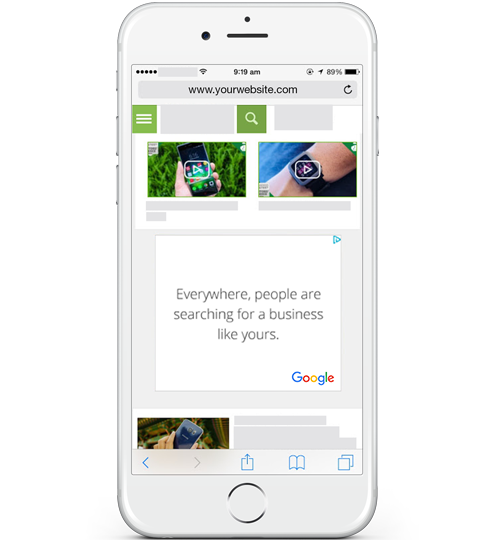 9:19 am
89%
www.yourwebsite.com
Everywhere, people are
searching for a business
like yours.
Google